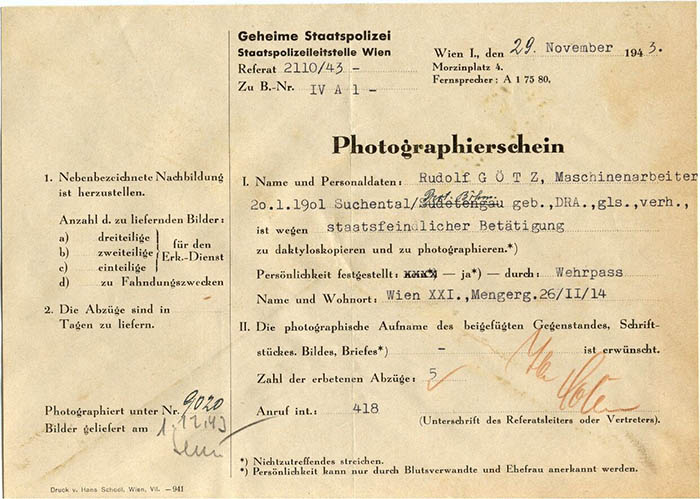 Geheime Staatspolizei
Staatspolizeileitstelle Wien
Referat 2110/43 -
Zu B.-Nr. IV A 1 -
Wien I., den 29. November 1943.
Morzinplatz 4.
Fernsprecher: A 1 75 80.
Photographierschein
1. Nebenbezeichnete Nachbildung
ist herzustellen.
Anzahl d. zu liefernden Bilder:
a) dreiteilige
b) zweiteilige
c) einteilige
für den
Erk.-Dienst
d) zu Fahndungszwecken
2. Die Abzüge sind in
Tagen zu liefern.
Photographiert unter Nr. 9020
Bilder geliefert am 1.12.43
I. Name und Personaldaten: Rudolf G Ö T Z, Maschinenarbeiter
Prot. Böhm.
20.1.1901 Suchental/Sudetengau geb.,DRA.,gls.,verh.,
ist wegen staatsfeindlicher Betätigung
zu daktyloskopieren und zu photographieren.*)
Persönlichkeit festgestellt: — ja*) — durch: Wehrpass
Name und Wohnort: Wien XXI.,Mengerg.26/II/14
II. Die photographische Aufname des beigefügten Gegenstandes, Schrift-
stückes, Bildes, Briefes*) - ist erwünscht.
Zahl der erbetenen Abzüge: 5
Anruf int.: 418
(Unterschrift des Referatsleiters oder Vertreters).
*) Nichtzutreffendes streichen.
*) Persönlichkeit kann nur durch Blutsverwandte und Ehefrau anerkannt werden.
Druck v. Hans School, Wien, VII. — 941